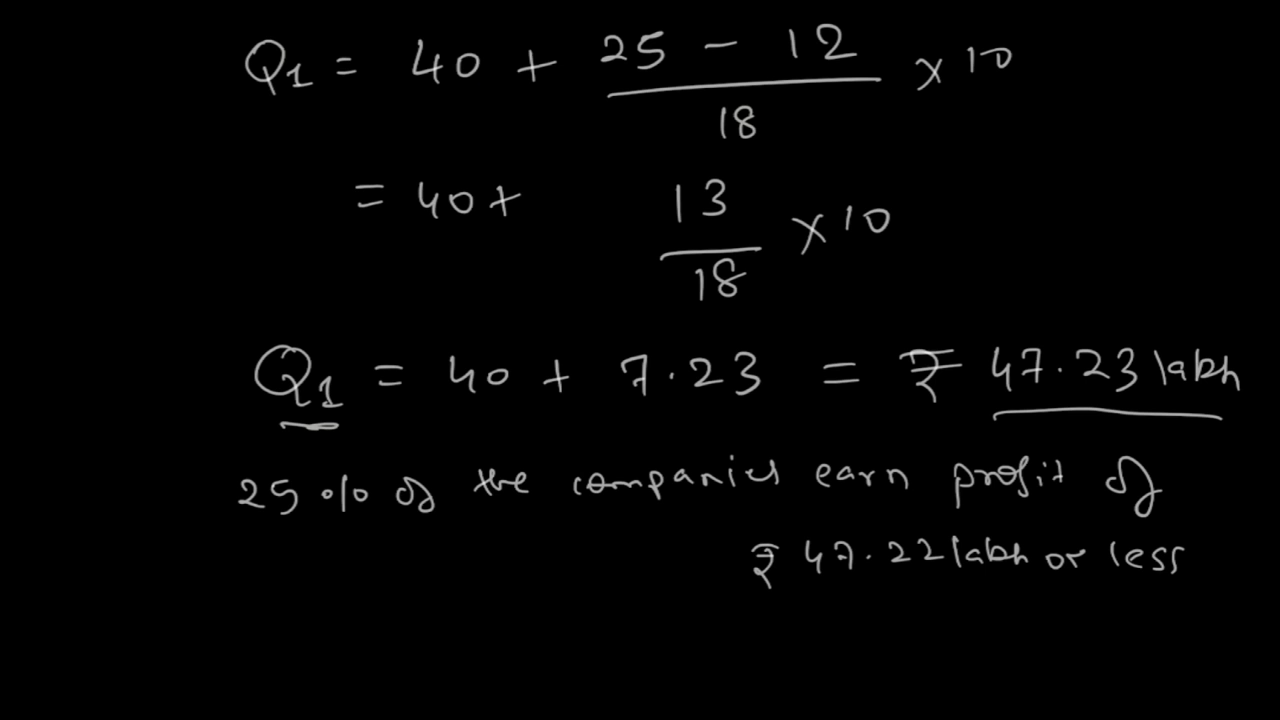 Q1 = 40 + 25 - 12 / 18 × 10
= 40 + 13 / 18 × 10
Q1 = 40 + 7.23 = ₹ 47.23 lakh
25 % of the companies earn profit of
₹ 47.22 lakh or less